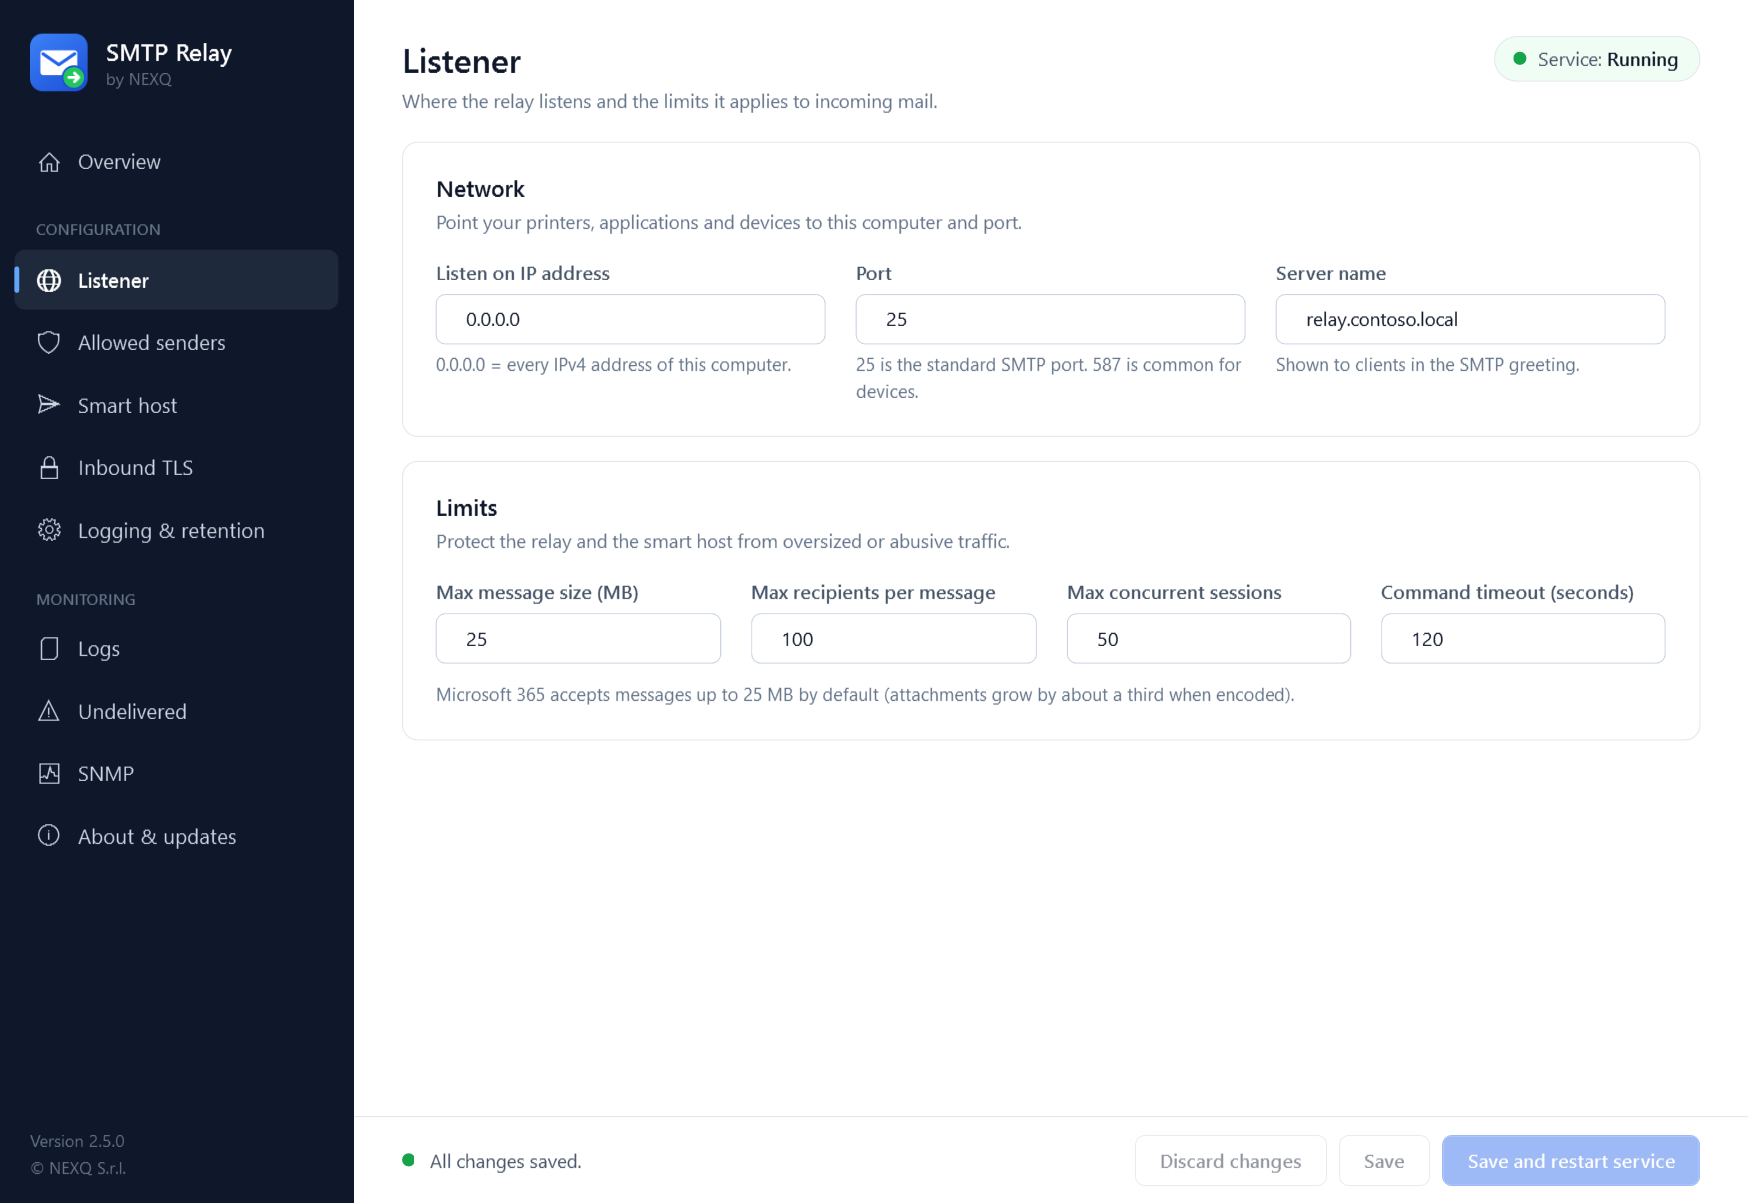 SMTP Relay
by NEXQ
Overview
CONFIGURATION
Listener
Allowed senders
Smart host
Inbound TLS
Logging & retention
MONITORING
Logs
Undelivered
SNMP
About & updates
Version 2.5.0
© NEXQ S.r.l.
Listener
Service: Running
Where the relay listens and the limits it applies to incoming mail.
Network
Point your printers, applications and devices to this computer and port.
Listen on IP address
0.0.0.0
0.0.0.0 = every IPv4 address of this computer.
Port
25
25 is the standard SMTP port. 587 is common for
devices.
Server name
relay.contoso.local
Shown to clients in the SMTP greeting.
Limits
Protect the relay and the smart host from oversized or abusive traffic.
Max message size (MB)
25
Max recipients per message
100
Max concurrent sessions
50
Command timeout (seconds)
120
Microsoft 365 accepts messages up to 25 MB by default (attachments grow by about a third when encoded).
All changes saved.
Discard changes
Save
Save and restart service